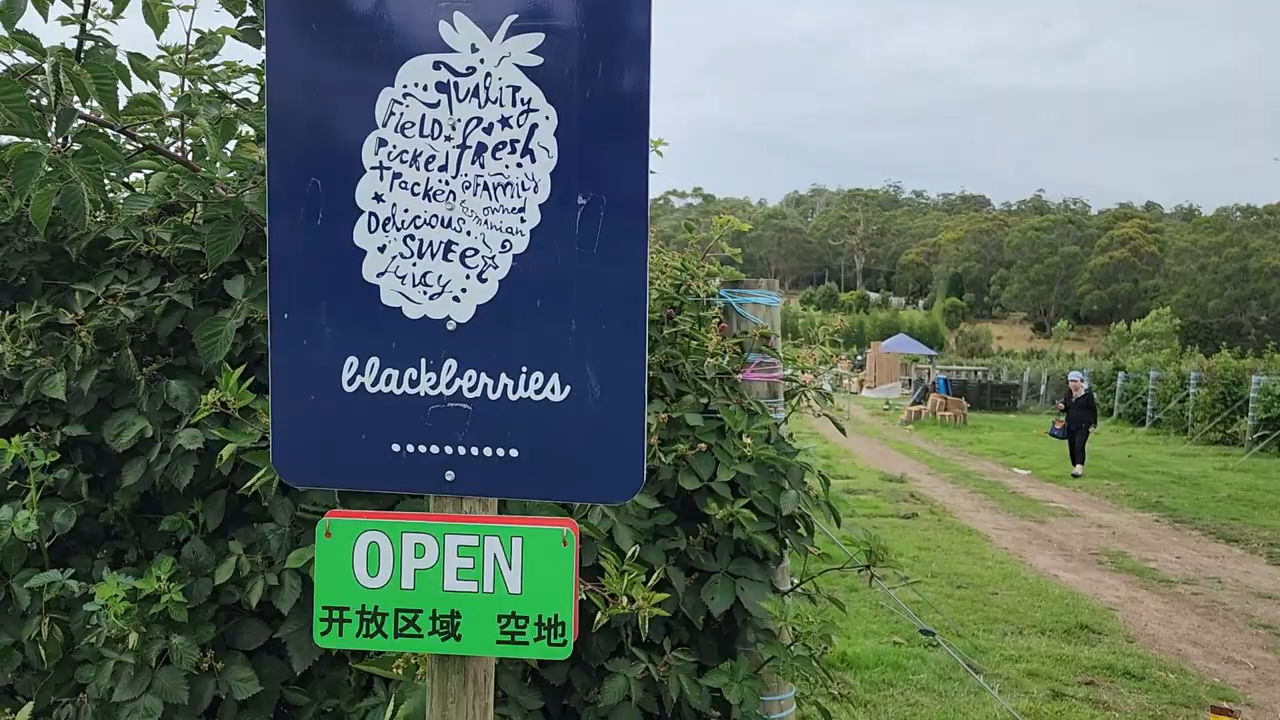 QUALITY
FIELD fresh
Picked
+Packed FAMILY
owned
Tasmanian
Delicious
SWEET
Juicy
blackberries
OPEN
开放区域 空地